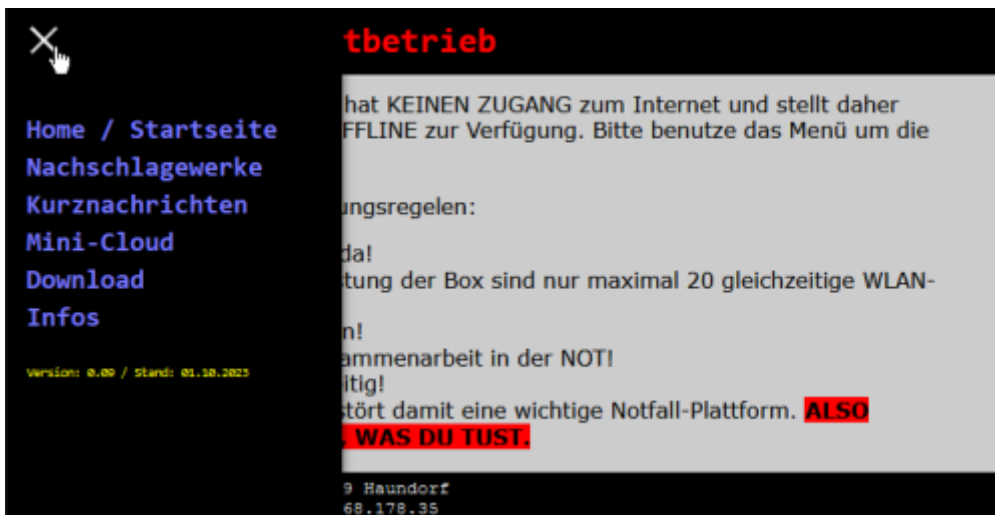 tbetrieb
Home / Startseite
Nachschlagewerke
Kurznachrichten
Mini-Cloud
Download
Infos
Version: 0.09 / Stand: 01.10.2023
hat KEINEN ZUGANG zum Internet und stellt daher
FFLINE zur Verfügung. Bitte benutze das Menü um die
ungsregelen:
da!
tung der Box sind nur maximal 20 gleichzeitige WLAN-
n!
ammenarbeit in der NOT!
itig!
stört damit eine wichtige Notfall-Plattform. ALSO
, WAS DU TUST.
9 Haundorf
68.178.35